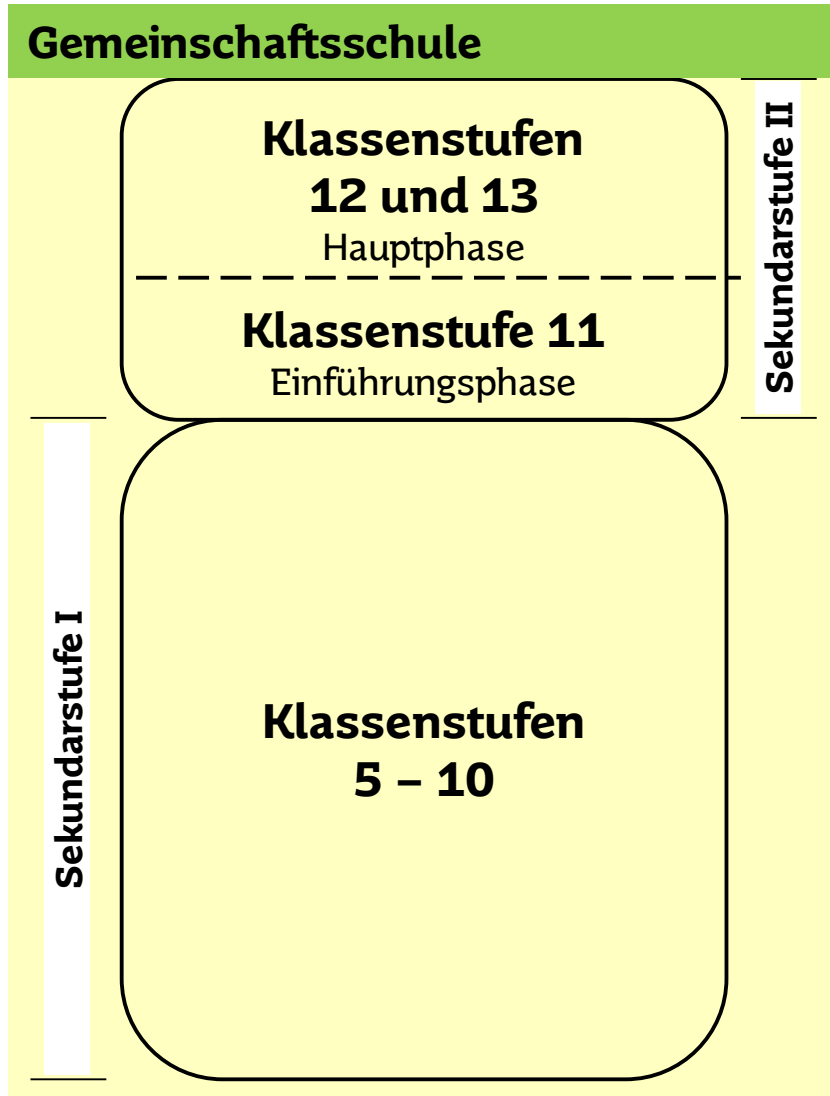 Gemeinschaftsschule
Klassenstufen
12 und 13
Hauptphase
Sekundarstufe II
Klassenstufe 11
Einführungsphase
Sekundarstufe I
Klassenstufen
5 – 10